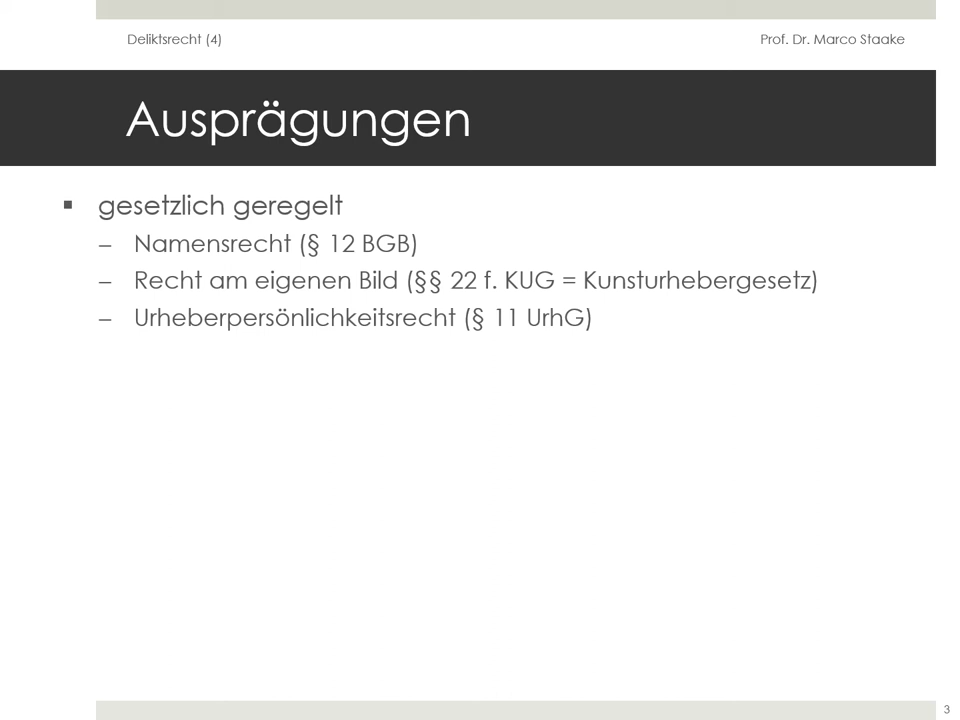 Deliktsrecht (4)
Prof. Dr. Marco Staake
Ausprägungen
▪ gesetzlich geregelt
– Namensrecht (§ 12 BGB)
– Recht am eigenen Bild (§§ 22 f. KUG = Kunsturhebergesetz)
– Urheberpersönlichkeitsrecht (§ 11 UrhG)
3